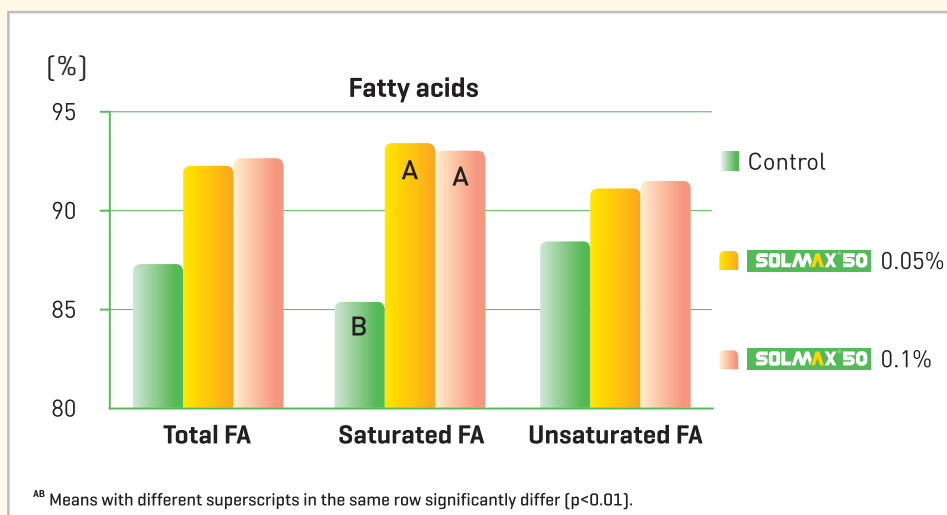 [%]
Fatty acids
95
90
85
80
A
A
B
Total FA
Saturated FA
Unsaturated FA
Control
SOLMAX 50 0.05%
SOLMAX 50 0.1%
AB Means with different superscripts in the same row significantly differ (p<0.01).